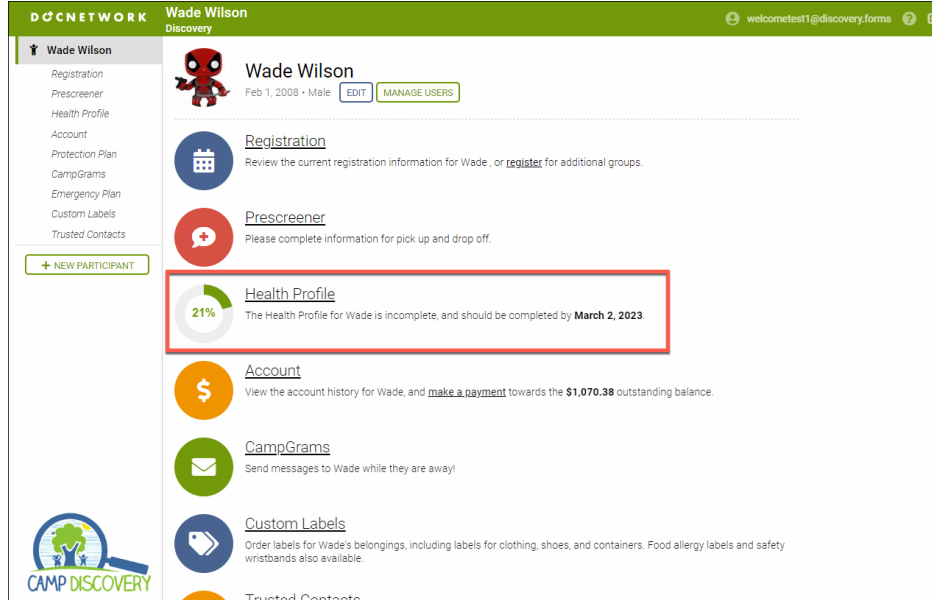 DOCNETWORK
Wade Wilson
Discovery
welcometest1@discovery.forms
?
Wade Wilson
Registration
Prescreener
Health Profile
Account
Protection Plan
CampGrams
Emergency Plan
Custom Labels
Trusted Contacts
+ NEW PARTICIPANT
CAMP DISCOVERY
Wade Wilson
Feb 1, 2008 • Male EDIT MANAGE USERS
Registration
Review the current registration information for Wade , or register for additional groups.
Prescreener
Please complete information for pick up and drop off.
21%
Health Profile
The Health Profile for Wade is incomplete, and should be completed by March 2, 2023.
$
Account
View the account history for Wade, and make a payment towards the $1,070.38 outstanding balance.
CampGrams
Send messages to Wade while they are away!
Custom Labels
Order labels for Wade's belongings, including labels for clothing, shoes, and containers. Food allergy labels and safety
wristbands also available.
Trusted Contacts